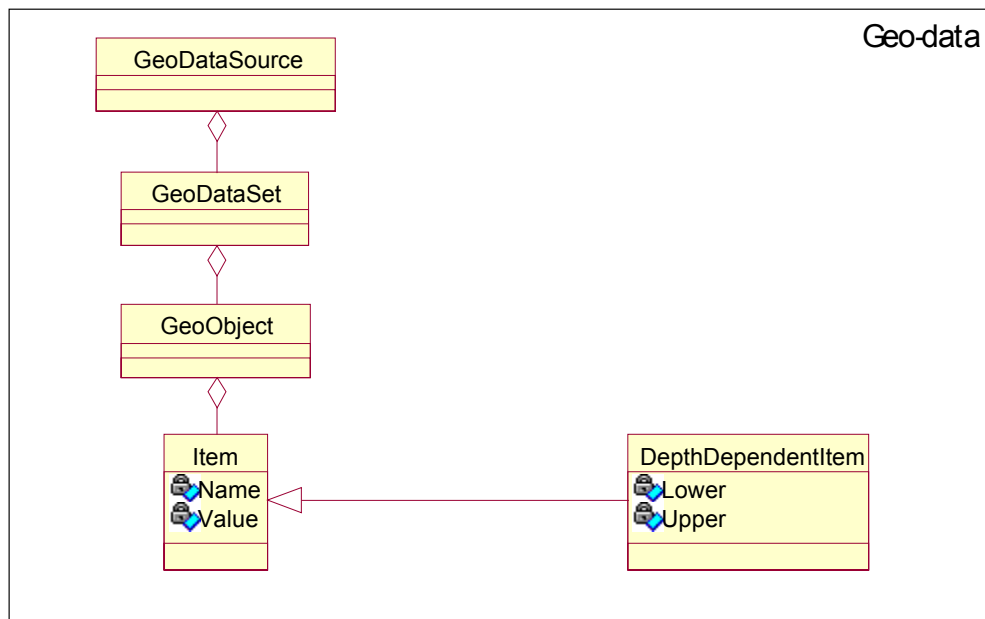 Geo-data
GeoDataSource
GeoDataSet
GeoObject
Item
Name
Value
DepthDependentItem
Lower
Upper